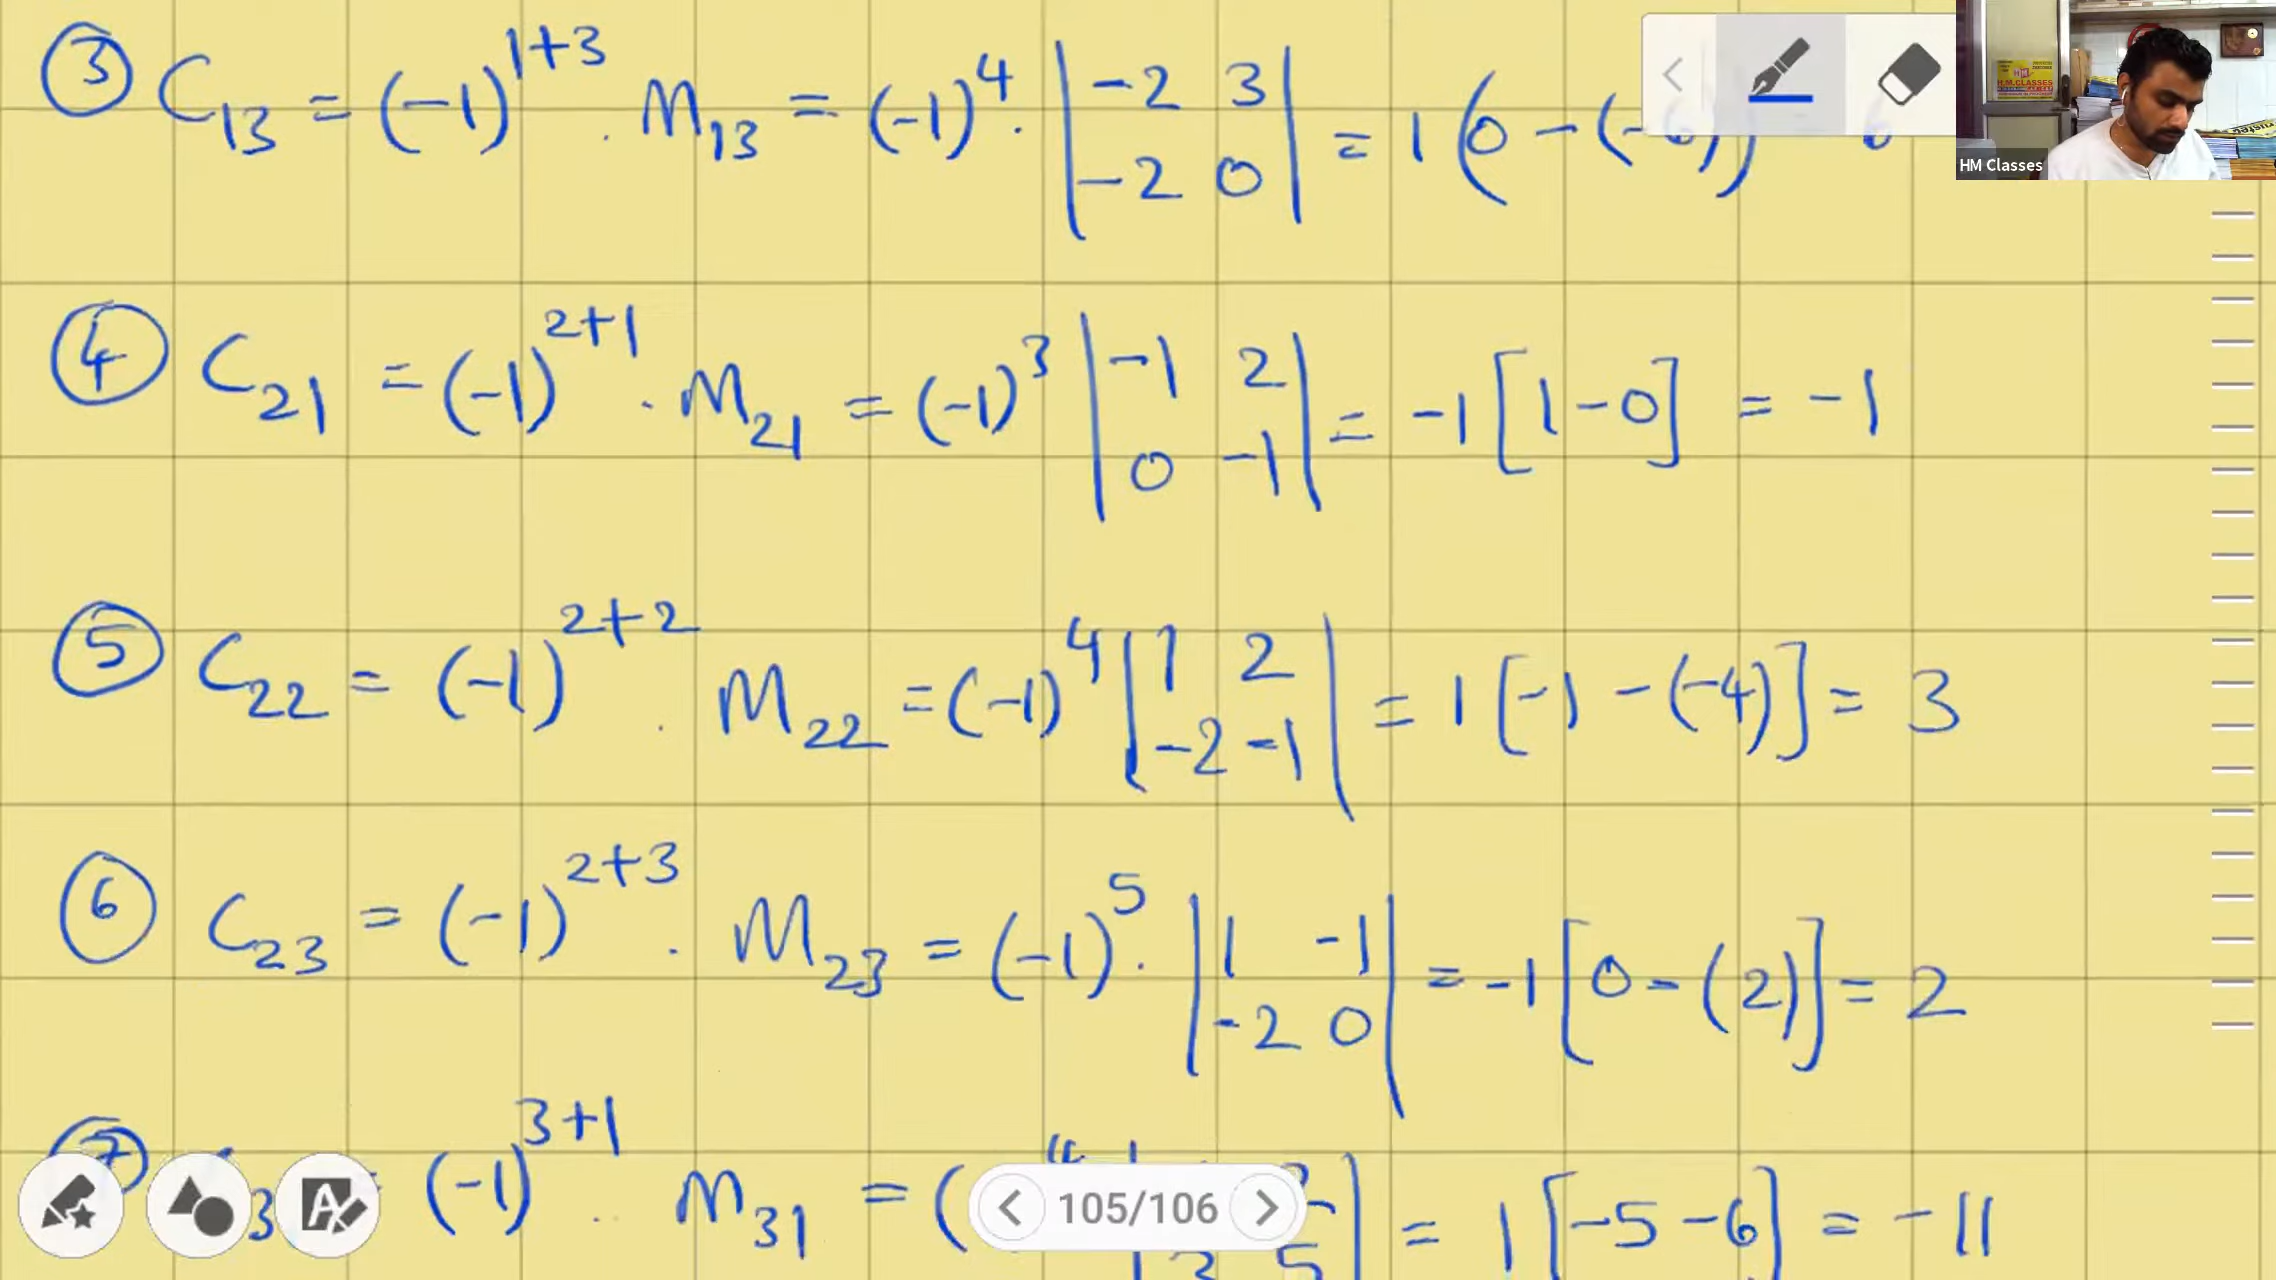 ③ C₁₃ = (-1)¹⁺³ . M₁₃ = (-1)⁴ . |-2 3; -2 0| = 1(0 - (-6)) = 6
HM Classes
④ C₂₁ = (-1)²⁺¹ . M₂₁ = (-1)³ |-1 2; 0 -1| = -1[1-0] = -1
⑤ C₂₂ = (-1)²⁺² . M₂₂ = (-1)⁴ |1 2; -2 -1| = 1[-1 - (-4)] = 3
⑥ C₂₃ = (-1)²⁺³ . M₂₃ = (-1)⁵ . |1 -1; -2 0| = -1[0 - (2)] = 2
⑦ (-1)³⁺¹ . M₃₁ = ( = 1[-5 - 6] = -11
105/106